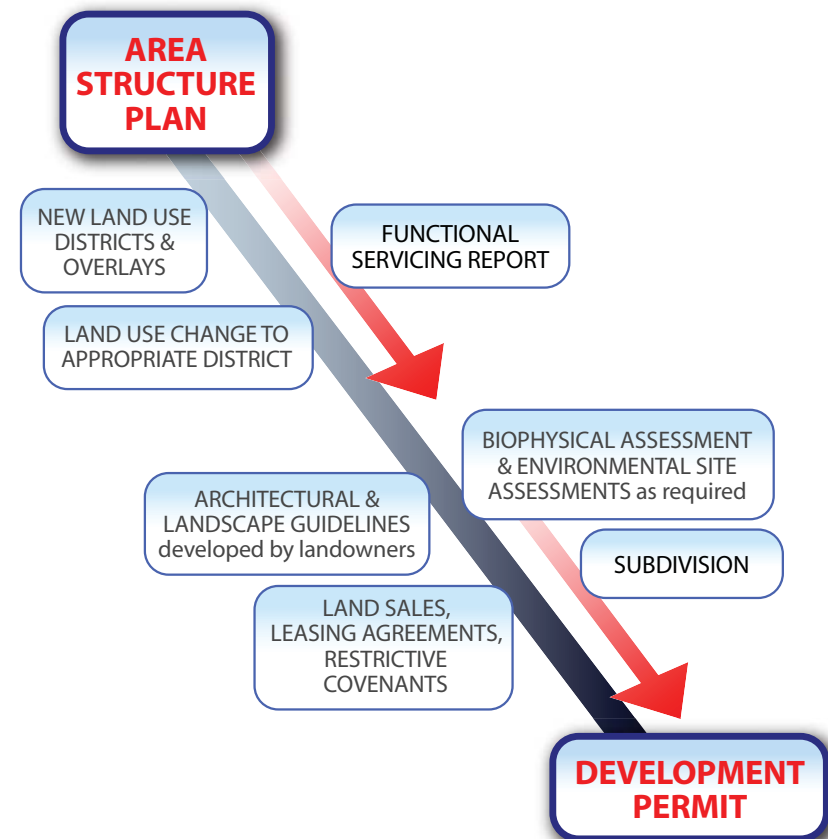 AREA
STRUCTURE
PLAN
NEW LAND USE
DISTRICTS &
OVERLAYS
FUNCTIONAL
SERVICING REPORT
LAND USE CHANGE TO
APPROPRIATE DISTRICT
BIOPHYSICAL ASSESSMENT
& ENVIRONMENTAL SITE
ASSESSMENTS as required
ARCHITECTURAL &
LANDSCAPE GUIDELINES
developed by landowners
SUBDIVISION
LAND SALES,
LEASING AGREEMENTS,
RESTRICTIVE
COVENANTS
DEVELOPMENT
PERMIT